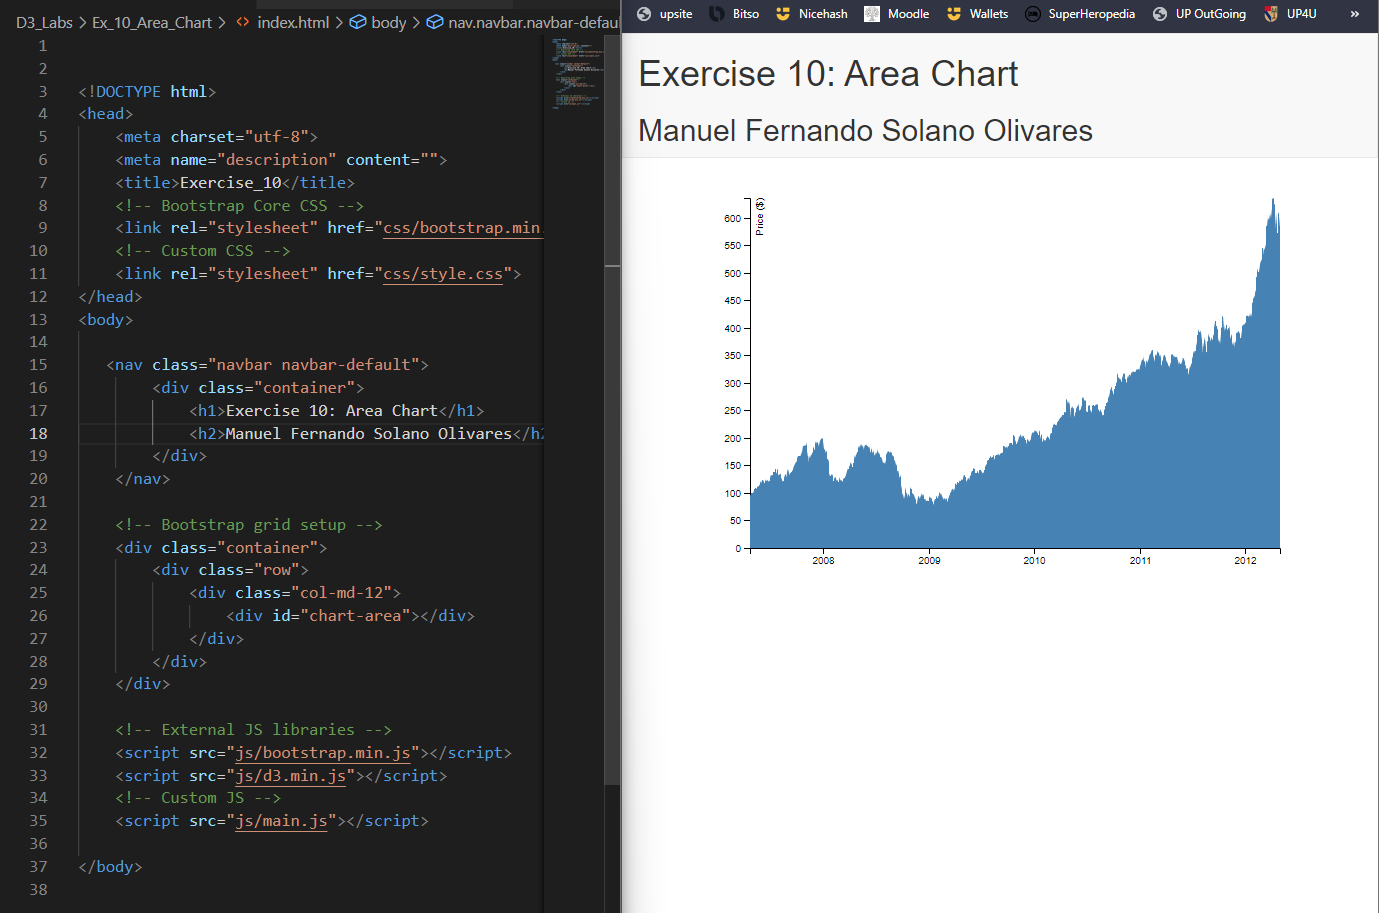 D3_Labs > Ex_10_Area_Chart > index.html > body > nav.navbar.navbar-defaul
1
2
3 <!DOCTYPE html>
4 <head>
5 <meta charset="utf-8">
6 <meta name="description" content="">
7 <title>Exercise_10</title>
8 <!-- Bootstrap Core CSS -->
9 <link rel="stylesheet" href="css/bootstrap.min.
10 <!-- Custom CSS -->
11 <link rel="stylesheet" href="css/style.css">
12 </head>
13 <body>
14
15 <nav class="navbar navbar-default">
16 <div class="container">
17 <h1>Exercise 10: Area Chart</h1>
18 <h2>Manuel Fernando Solano Olivares</h2
19 </div>
20 </nav>
21
22 <!-- Bootstrap grid setup -->
23 <div class="container">
24 <div class="row">
25 <div class="col-md-12">
26 <div id="chart-area"></div>
27 </div>
28 </div>
29 </div>
30
31 <!-- External JS libraries -->
32 <script src="js/bootstrap.min.js"></script>
33 <script src="js/d3.min.js"></script>
34 <!-- Custom JS -->
35 <script src="js/main.js"></script>
36
37 </body>
38
upsite Bitso Nicehash Moodle Wallets SuperHeropedia UP OutGoing UP4U »
Exercise 10: Area Chart
Manuel Fernando Solano Olivares
Price ($)
600
550
500
450
400
350
300
250
200
150
100
50
0
2008 2009 2010 2011 2012